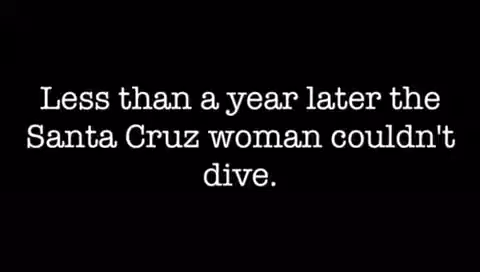 Less than a year later the
Santa Cruz woman couldn't
dive.